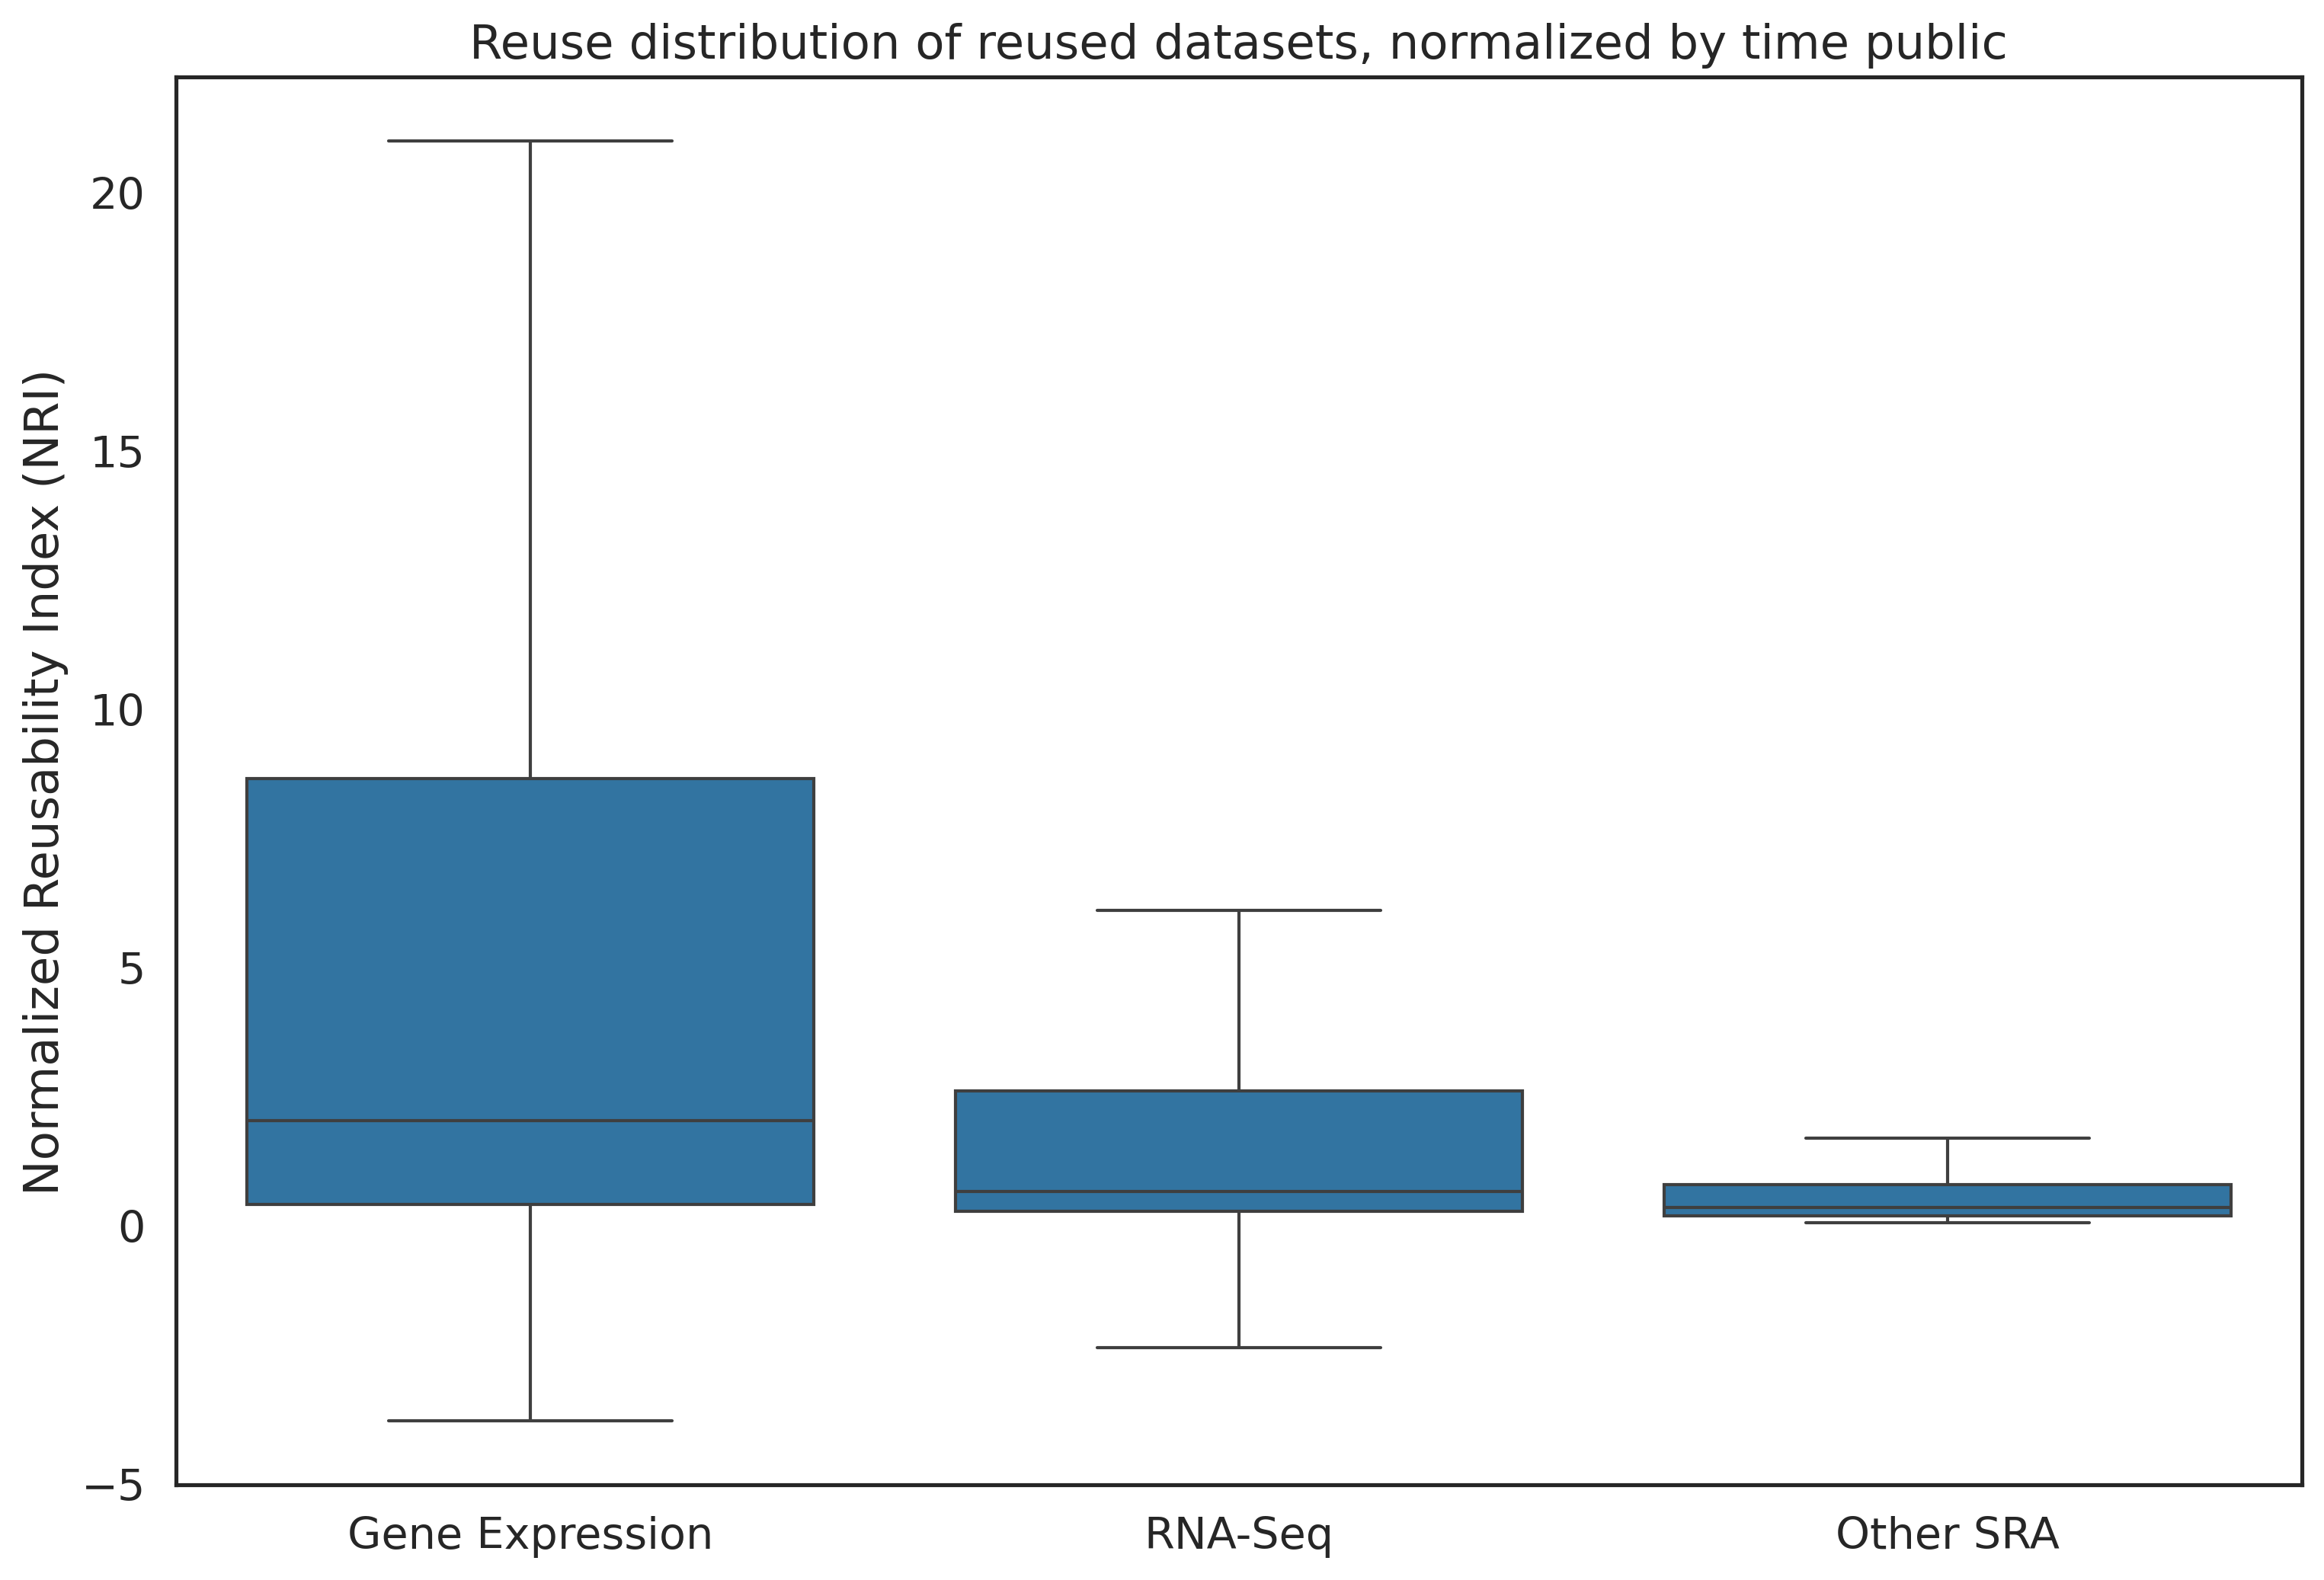 Reuse distribution of reused datasets, normalized by time public
Normalized Reusability Index (NRI)
20
15
10
5
0
−5
Gene Expression
RNA-Seq
Other SRA